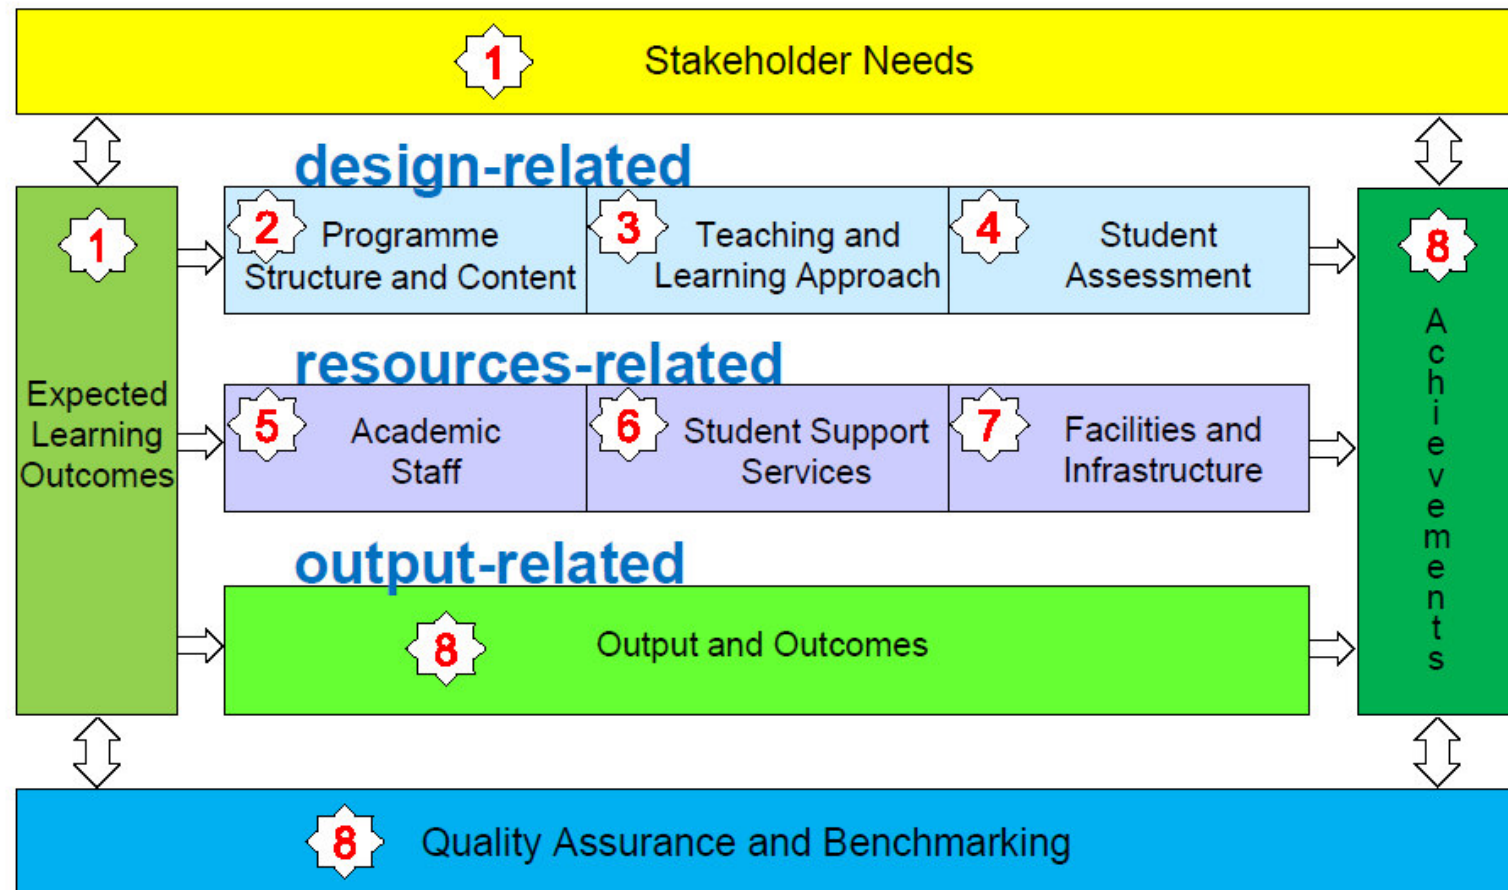 1 Stakeholder Needs
design-related
1
Expected
Learning
Outcomes
2 Programme
Structure and Content
3 Teaching and
Learning Approach
4 Student
Assessment
resources-related
5 Academic
Staff
6 Student Support
Services
7 Facilities and
Infrastructure
output-related
8 Output and Outcomes
8
Achievements
8 Quality Assurance and Benchmarking